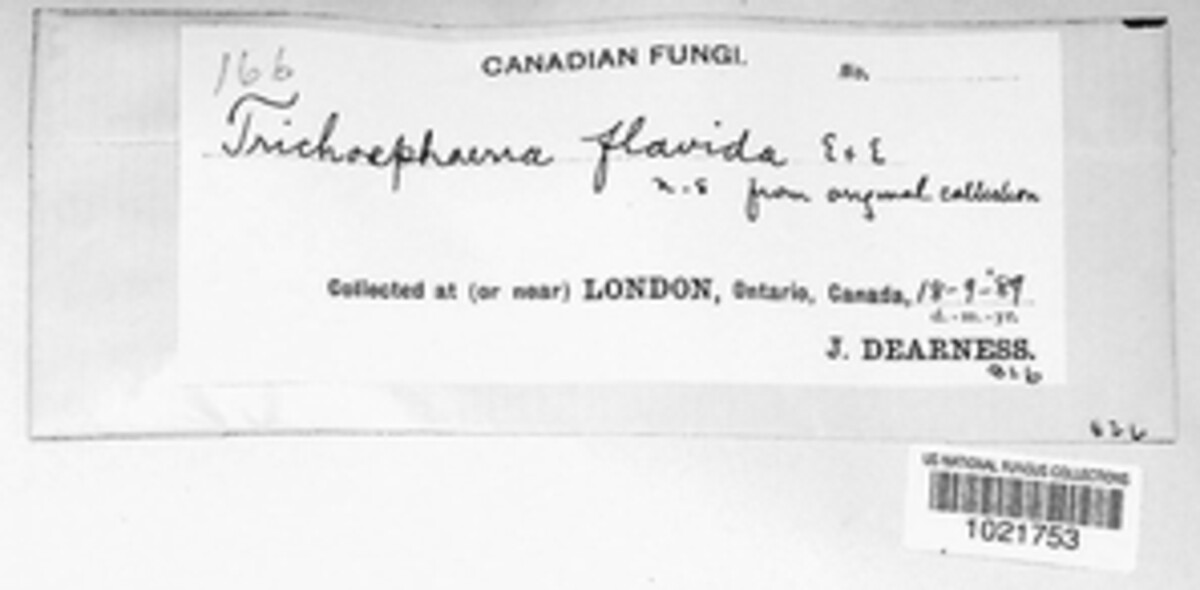 166
CANADIAN FUNGI.
No.
Trichosphaeria flavida E & E
n. s from original collection
Collected at (or near) LONDON, Ontario, Canada, 18-9-'89
d.-m.-yr.
J. DEARNESS.
US NATIONAL FUNGUS COLLECTIONS
1021753